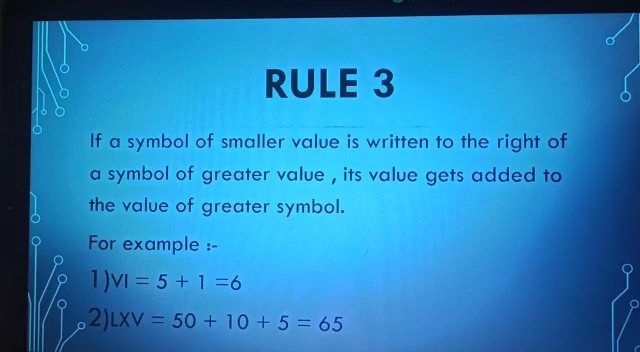 RULE 3
If a symbol of smaller value is written to the right of
a symbol of greater value , its value gets added to
the value of greater symbol.
For example :-
1)VI = 5 + 1 =6
2)LXV = 50 + 10 + 5 = 65